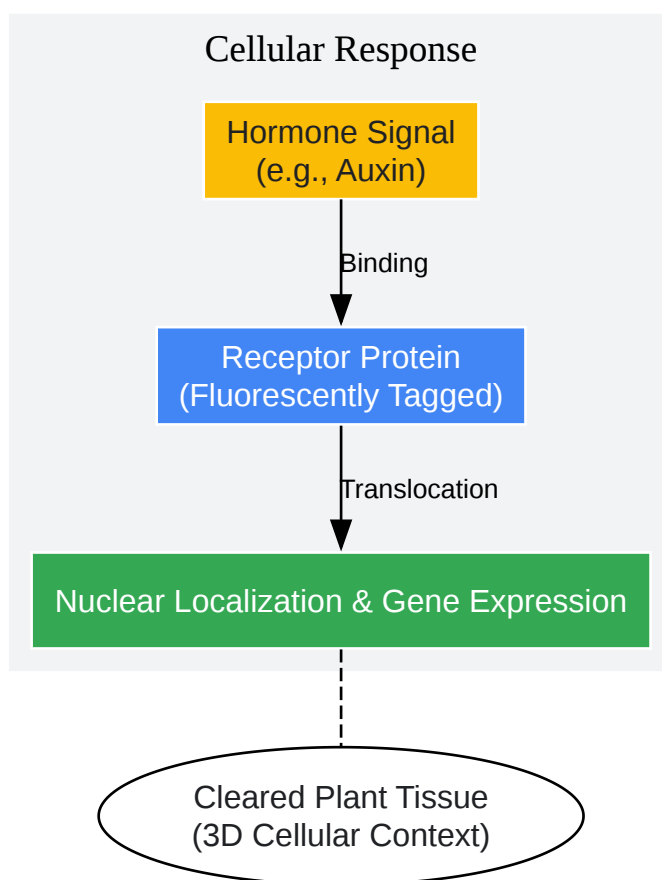 Cellular Response
Hormone Signal
(e.g., Auxin)
Binding
Receptor Protein
(Fluorescently Tagged)
Translocation
Nuclear Localization & Gene Expression
Cleared Plant Tissue
(3D Cellular Context)